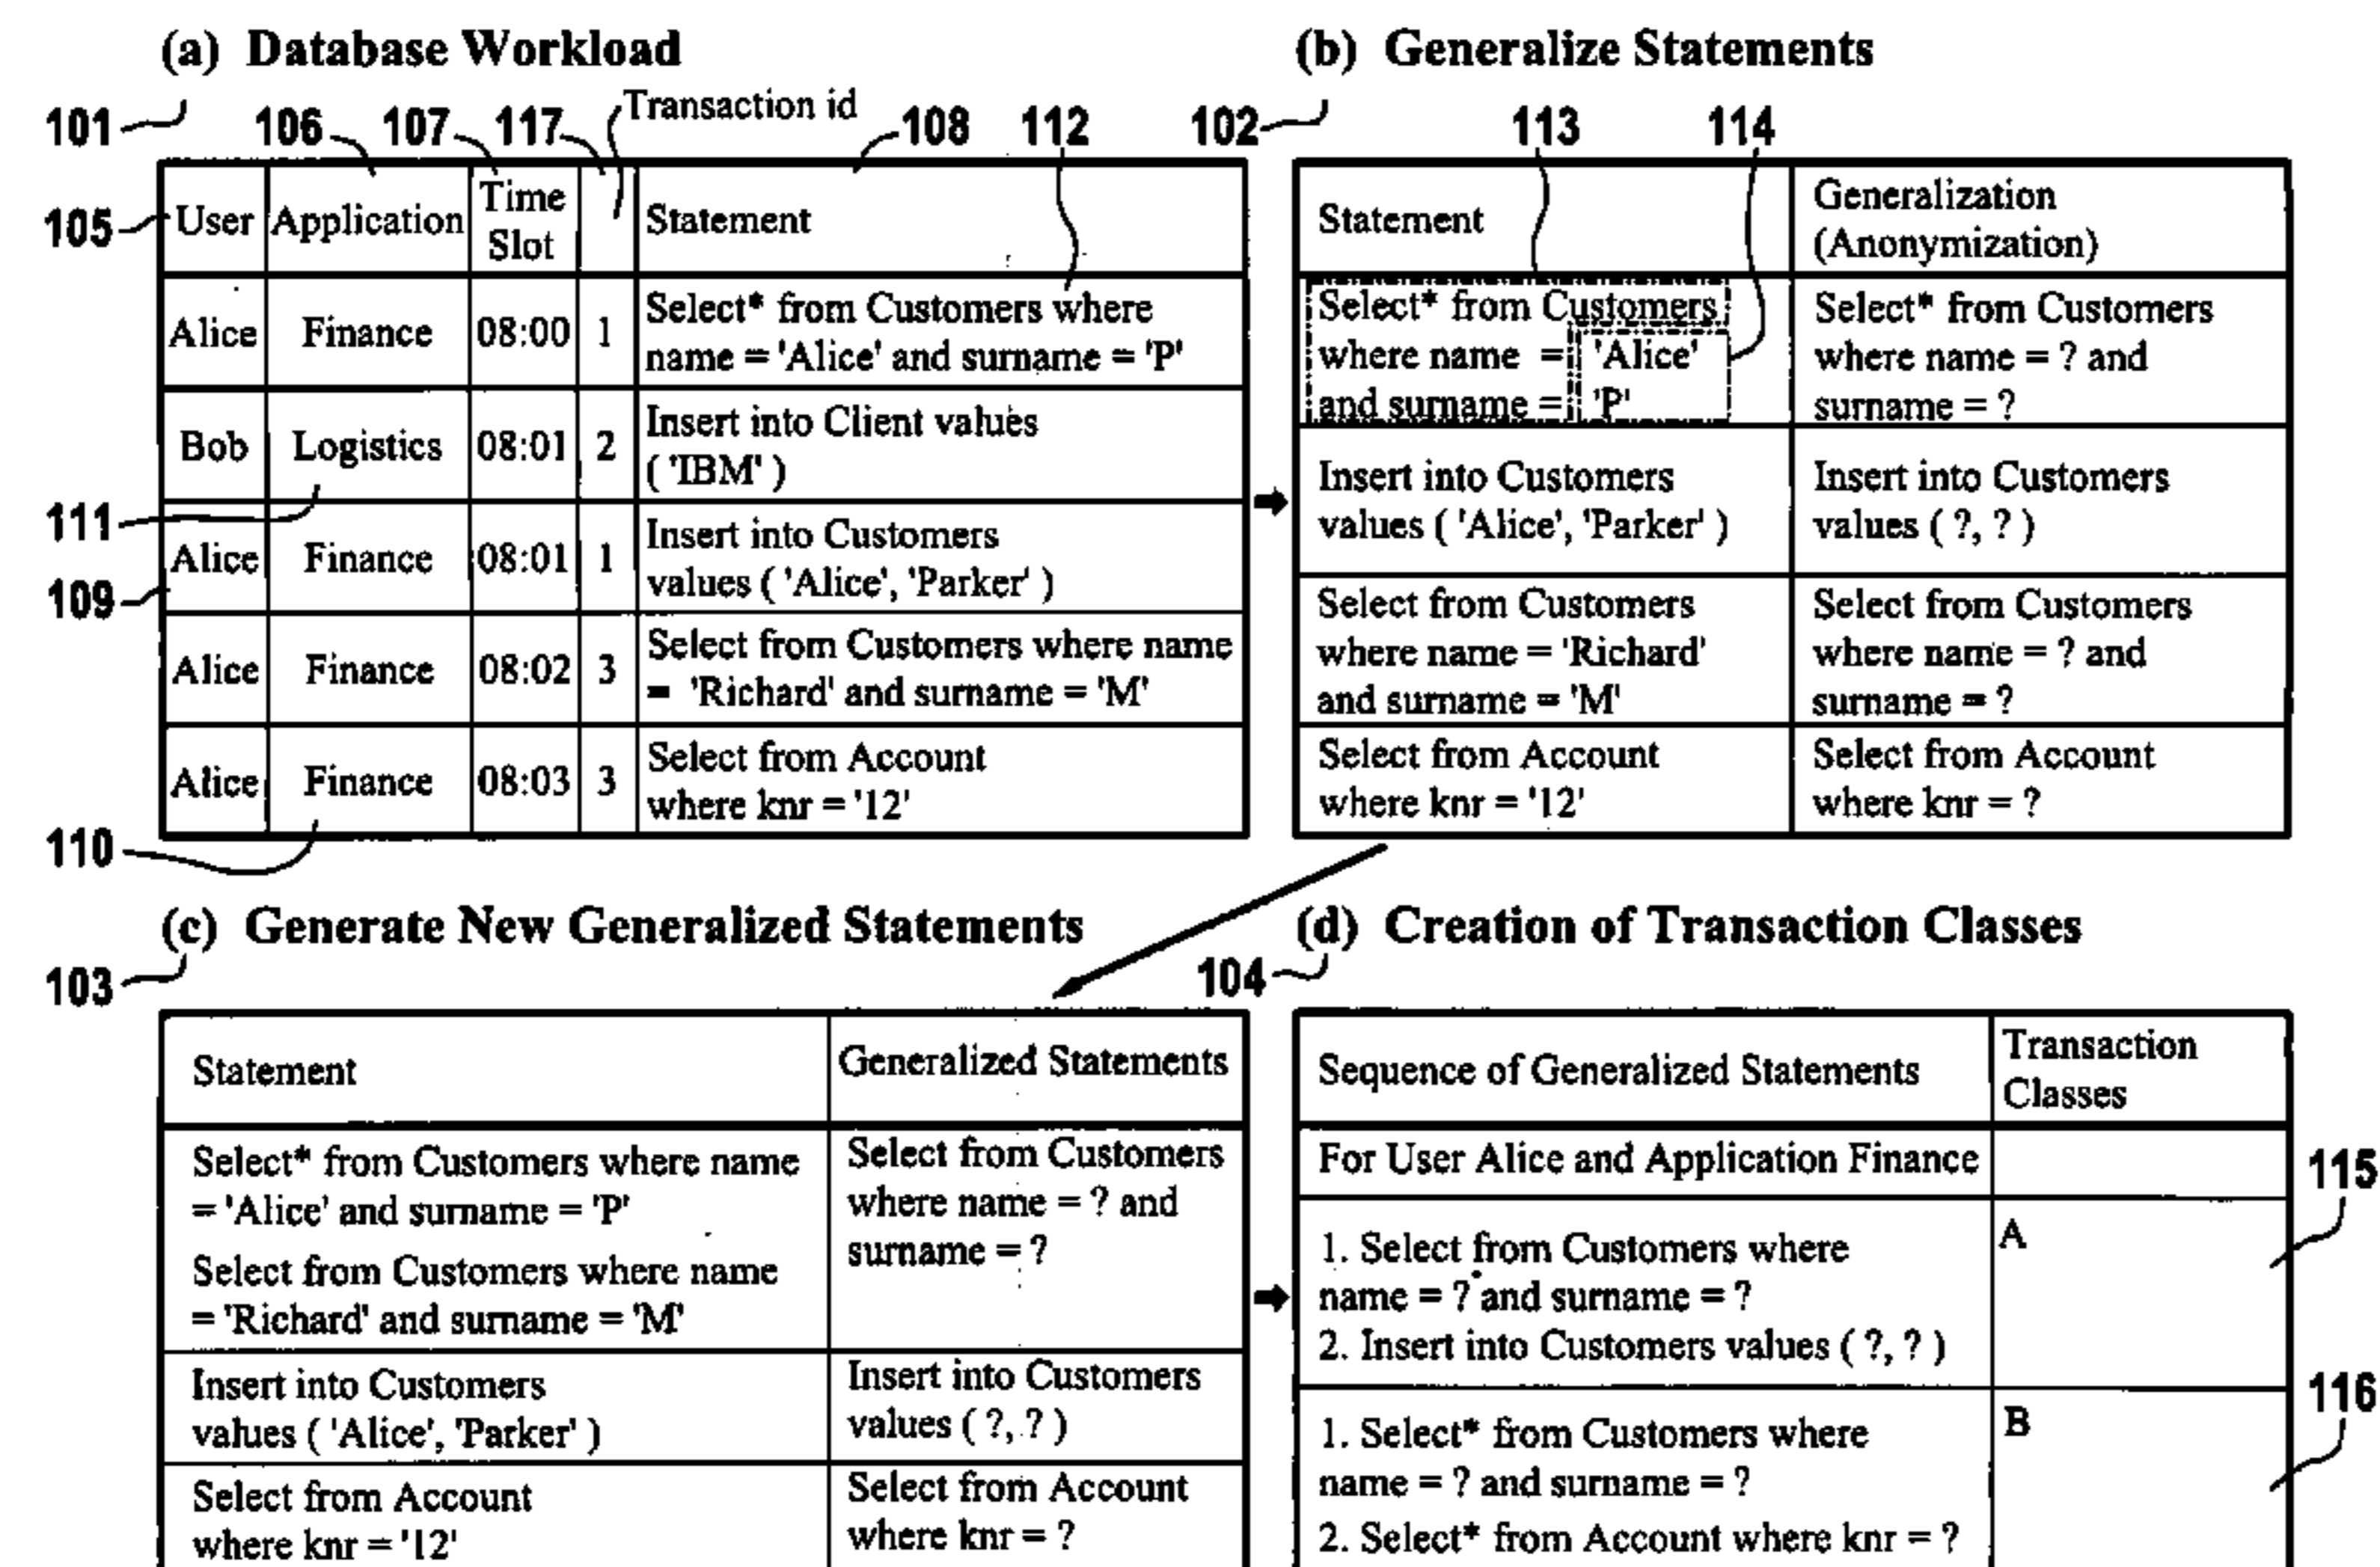 (a) Database Workload
101
106
107
117
Transaction id
108
112
105
User
Application
Time
Slot
Statement
Alice
Finance
08:00
1
Select* from Customers where
name = 'Alice' and surname = 'P'
Bob
Logistics
08:01
2
Insert into Client values
( 'IBM' )
111
Alice
Finance
08:01
1
Insert into Customers
values ( 'Alice', 'Parker' )
109
Alice
Finance
08:02
3
Select from Customers where name
= 'Richard' and surname = 'M'
Alice
Finance
08:03
3
Select from Account
where knr = '12'
110
(b) Generalize Statements
102
113
114
Statement
Generalization
(Anonymization)
Select* from Customers
where name = 'Alice'
and surname = 'P'
Select* from Customers
where name = ? and
surname = ?
Insert into Customers
values ( 'Alice', 'Parker' )
Insert into Customers
values ( ?, ? )
Select from Customers
where name = 'Richard'
and surname = 'M'
Select from Customers
where name = ? and
surname = ?
Select from Account
where knr = '12'
Select from Account
where knr = ?
(c) Generate New Generalized Statements
103
Statement
Generalized Statements
Select* from Customers where name
= 'Alice' and surname = 'P'
Select from Customers where name
= 'Richard' and surname = 'M'
Select from Customers
where name = ? and
surname = ?
Insert into Customers
values ( 'Alice', 'Parker' )
Insert into Customers
values ( ?, ? )
Select from Account
where knr = '12'
Select from Account
where knr = ?
(d) Creation of Transaction Classes
104
Sequence of Generalized Statements
Transaction
Classes
For User Alice and Application Finance
115
1. Select from Customers where
name = ? and surname = ?
2. Insert into Customers values ( ?, ? )
A
116
1. Select* from Customers where
name = ? and surname = ?
2. Select* from Account where knr = ?
B